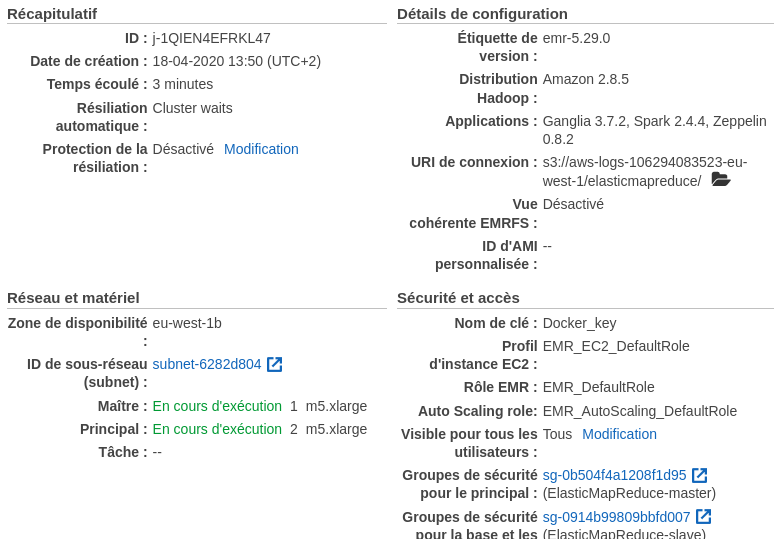 Récapitulatif
ID : j-1QIEN4EFRKL47
Date de création : 18-04-2020 13:50 (UTC+2)
Temps écoulé : 3 minutes
Résiliation Cluster waits
automatique :
Protection de la Désactivé Modification
résiliation :
Détails de configuration
Étiquette de emr-5.29.0
version :
Distribution Amazon 2.8.5
Hadoop :
Applications : Ganglia 3.7.2, Spark 2.4.4, Zeppelin
0.8.2
URI de connexion : s3://aws-logs-106294083523-eu-
west-1/elasticmapreduce/
Vue Désactivé
cohérente EMRFS :
ID d'AMI --
personnalisée :
Réseau et matériel
Zone de disponibilité eu-west-1b
:
ID de sous-réseau subnet-6282d804
(subnet) :
Maître : En cours d'exécution 1 m5.xlarge
Principal : En cours d'exécution 2 m5.xlarge
Tâche : --
Sécurité et accès
Nom de clé : Docker_key
Profil EMR_EC2_DefaultRole
d'instance EC2 :
Rôle EMR : EMR_DefaultRole
Auto Scaling role: EMR_AutoScaling_DefaultRole
Visible pour tous les Tous Modification
utilisateurs :
Groupes de sécurité sg-0b504f4a1208f1d95
pour le principal : (ElasticMapReduce-master)
Groupes de sécurité sg-0914b99809bbfd007
pour la base et les (ElasticMapReduce-slave)